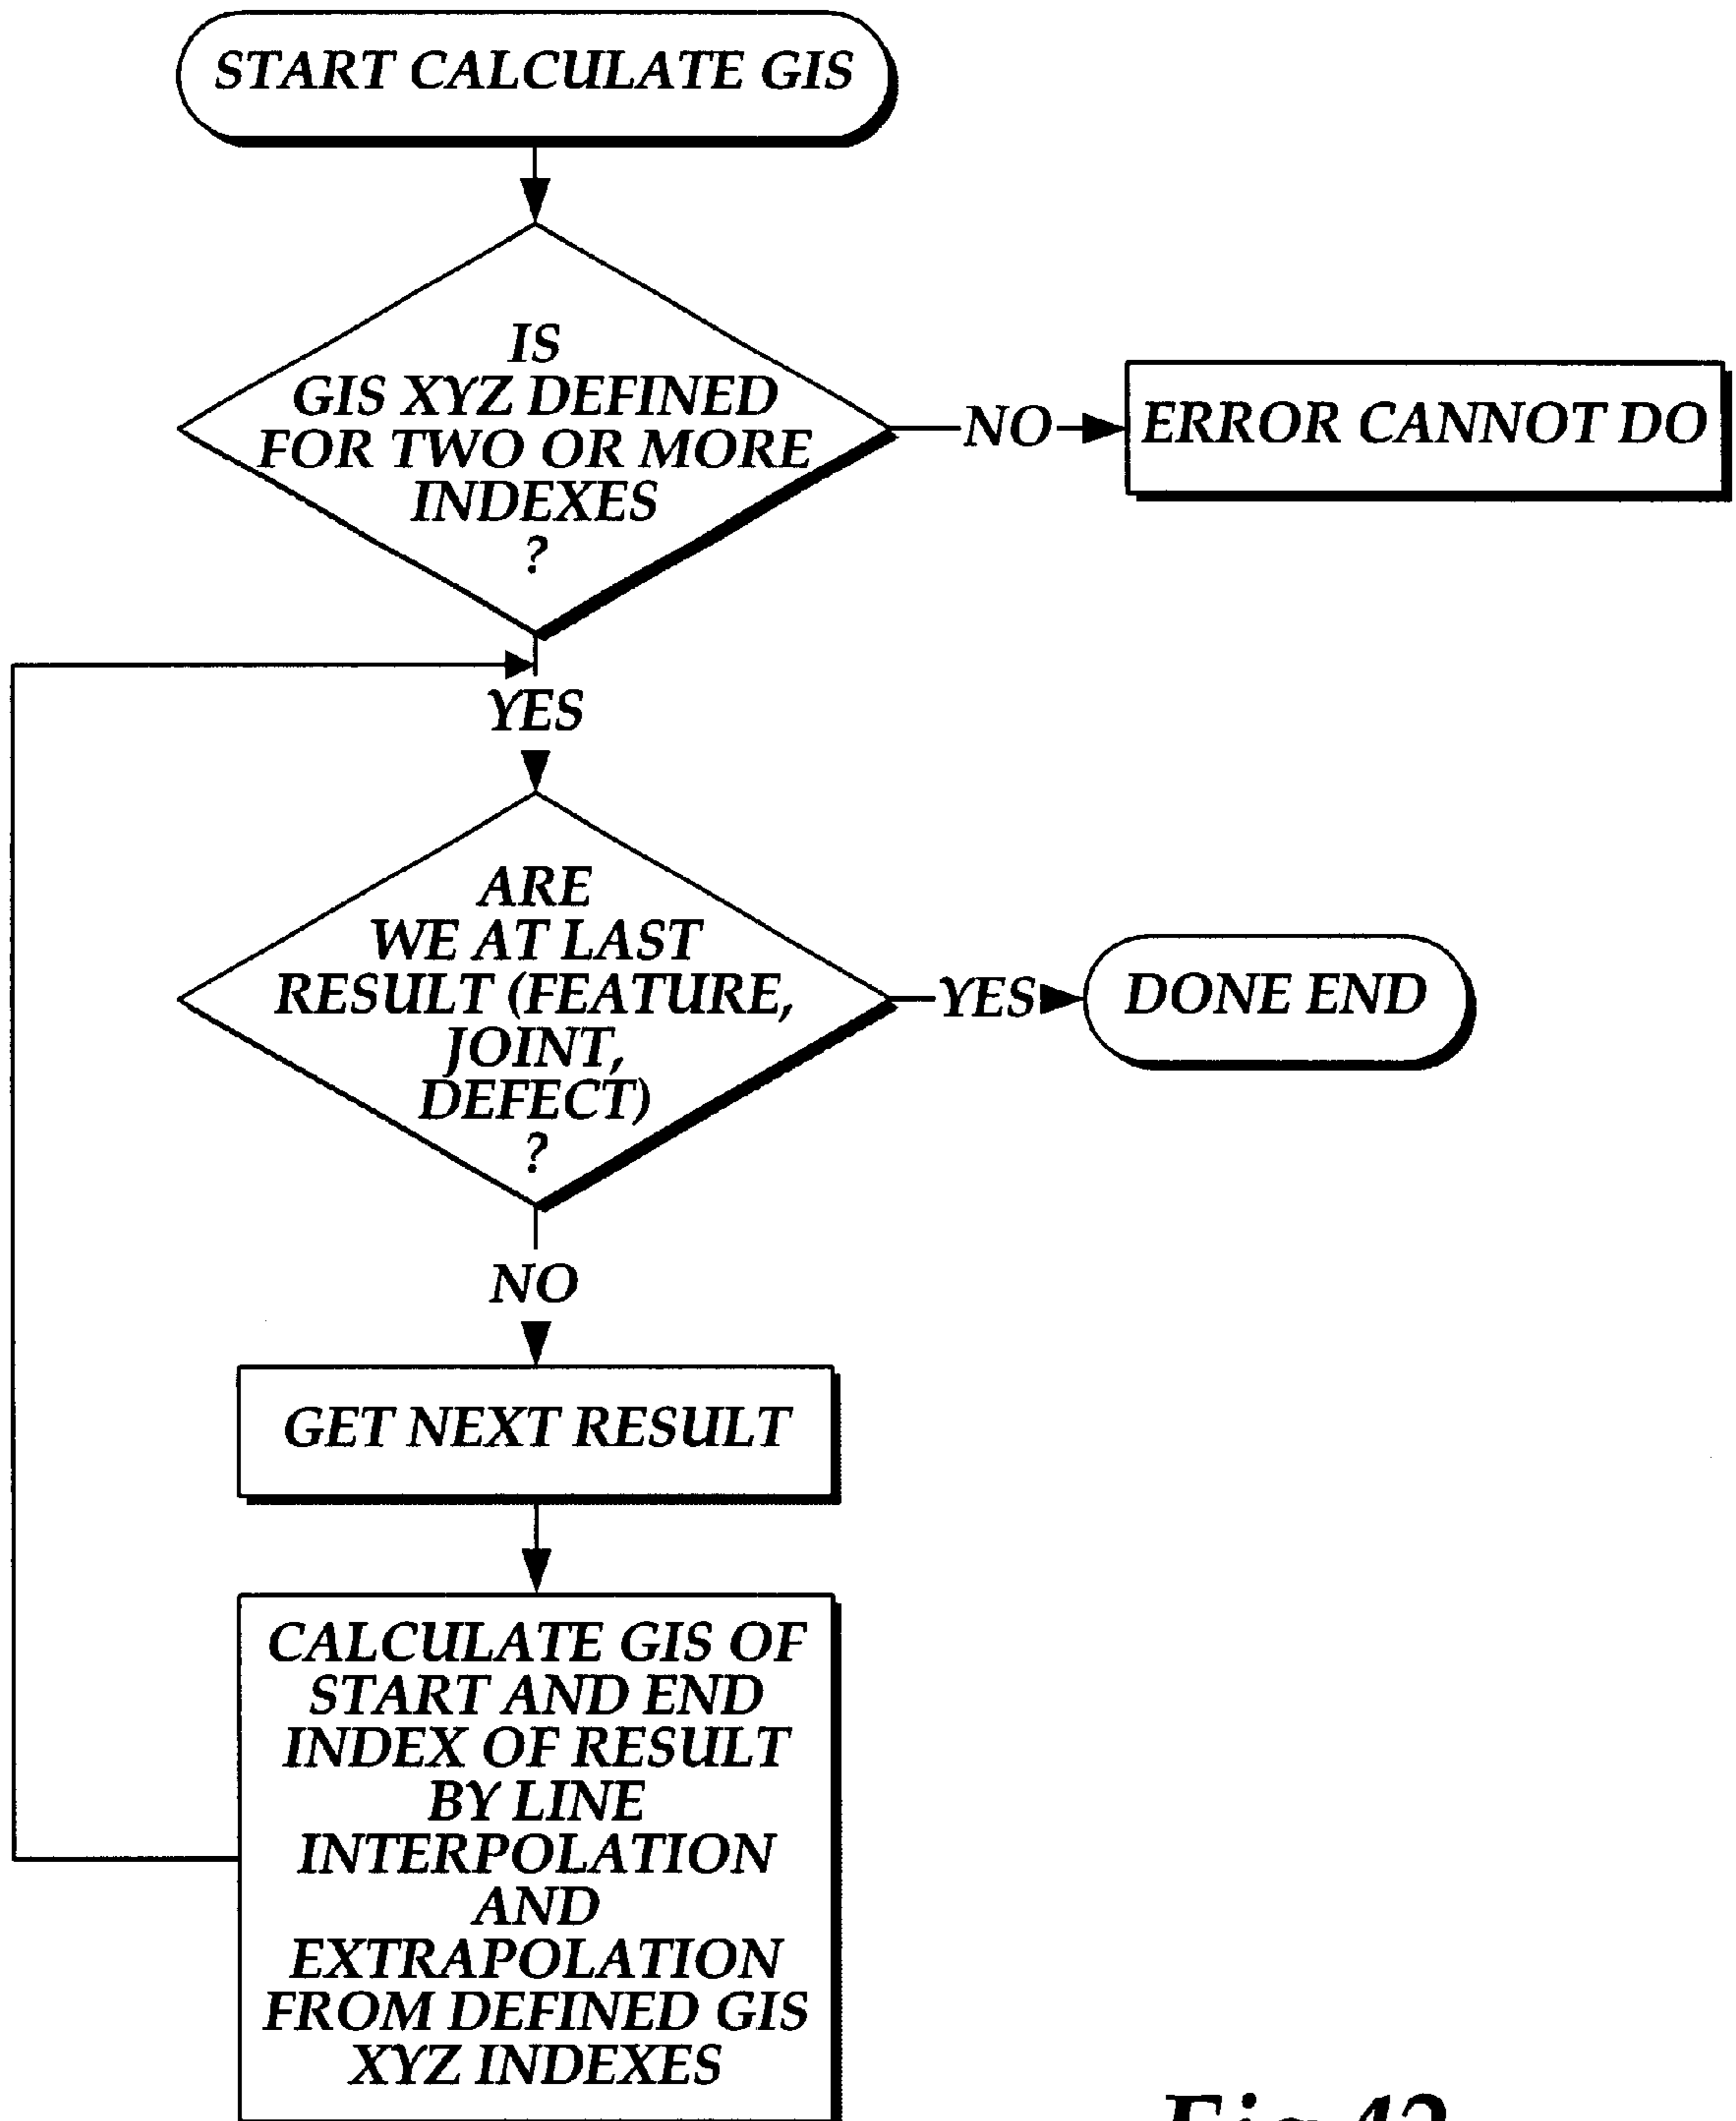 START CALCULATE GIS
IS
GIS XYZ DEFINED
FOR TWO OR MORE
INDEXES
?
NO
ERROR CANNOT DO
YES
ARE
WE AT LAST
RESULT (FEATURE,
JOINT,
DEFECT)
?
YES
DONE END
NO
GET NEXT RESULT
CALCULATE GIS OF
START AND END
INDEX OF RESULT
BY LINE
INTERPOLATION
AND
EXTRAPOLATION
FROM DEFINED GIS
XYZ INDEXES